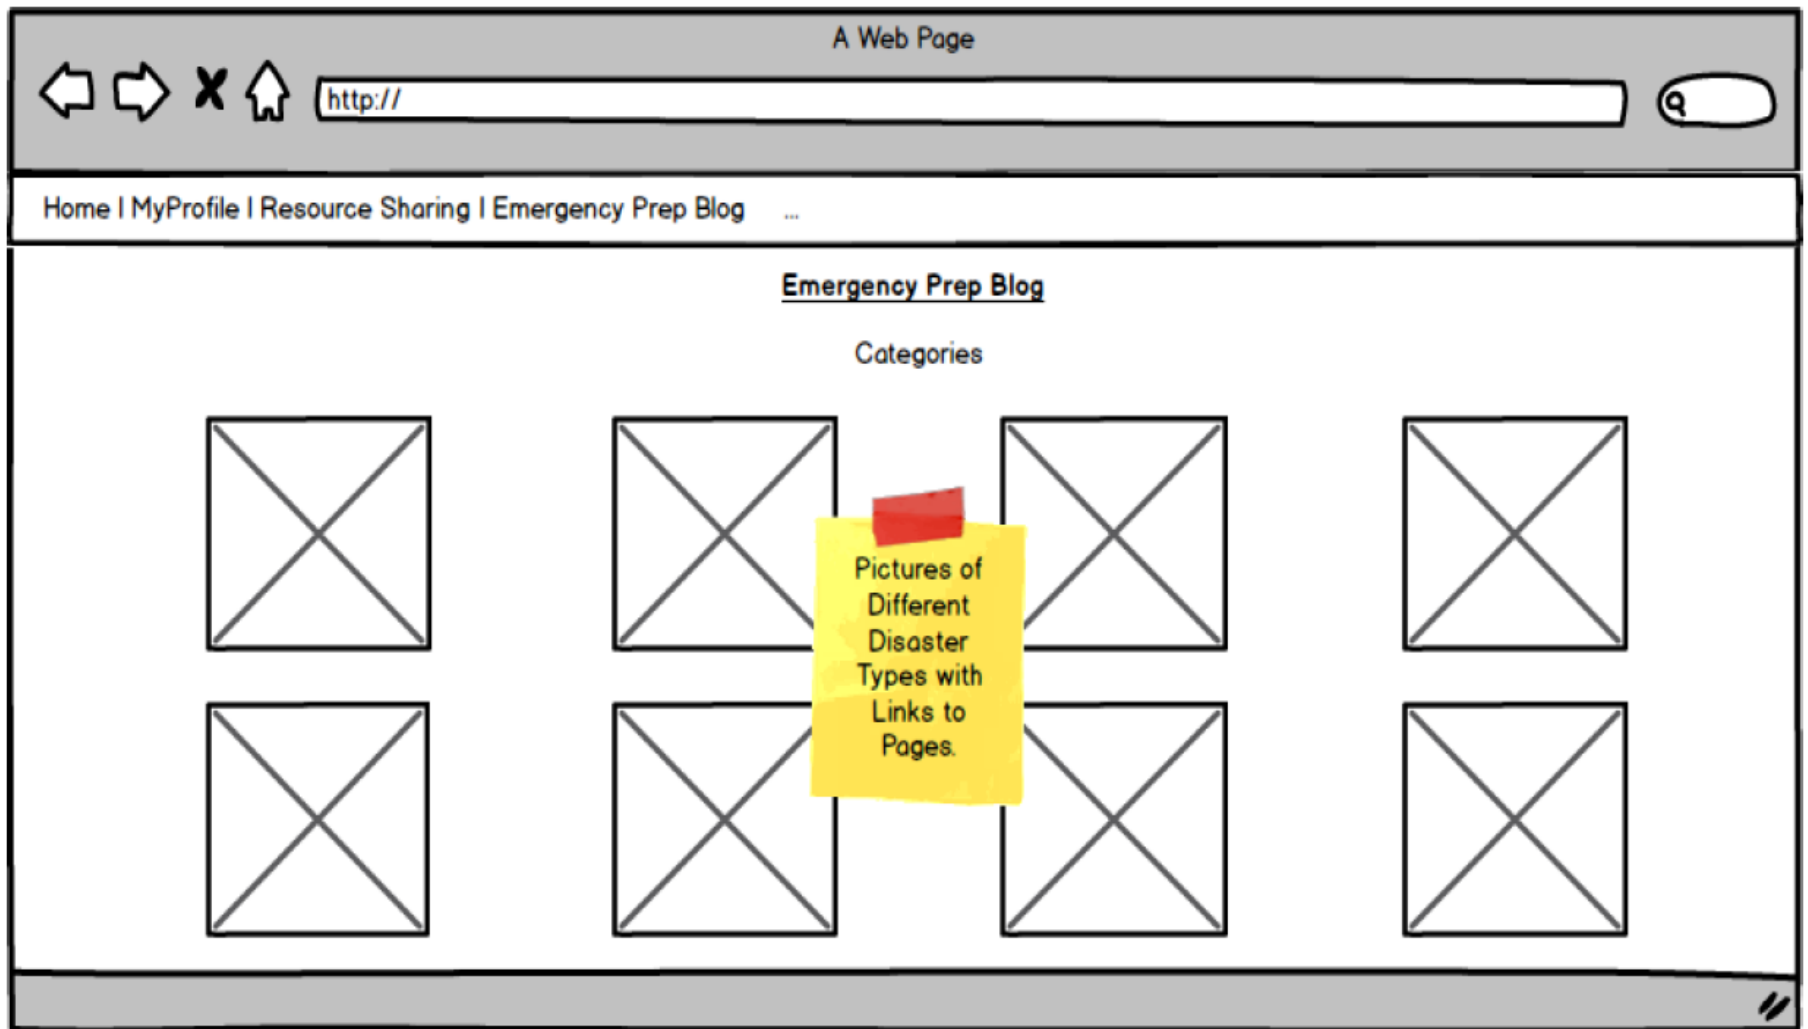 A Web Page
http://
Home | MyProfile | Resource Sharing | Emergency Prep Blog ...
Emergency Prep Blog
Categories
Pictures of
Different
Disaster
Types with
Links to
Pages.